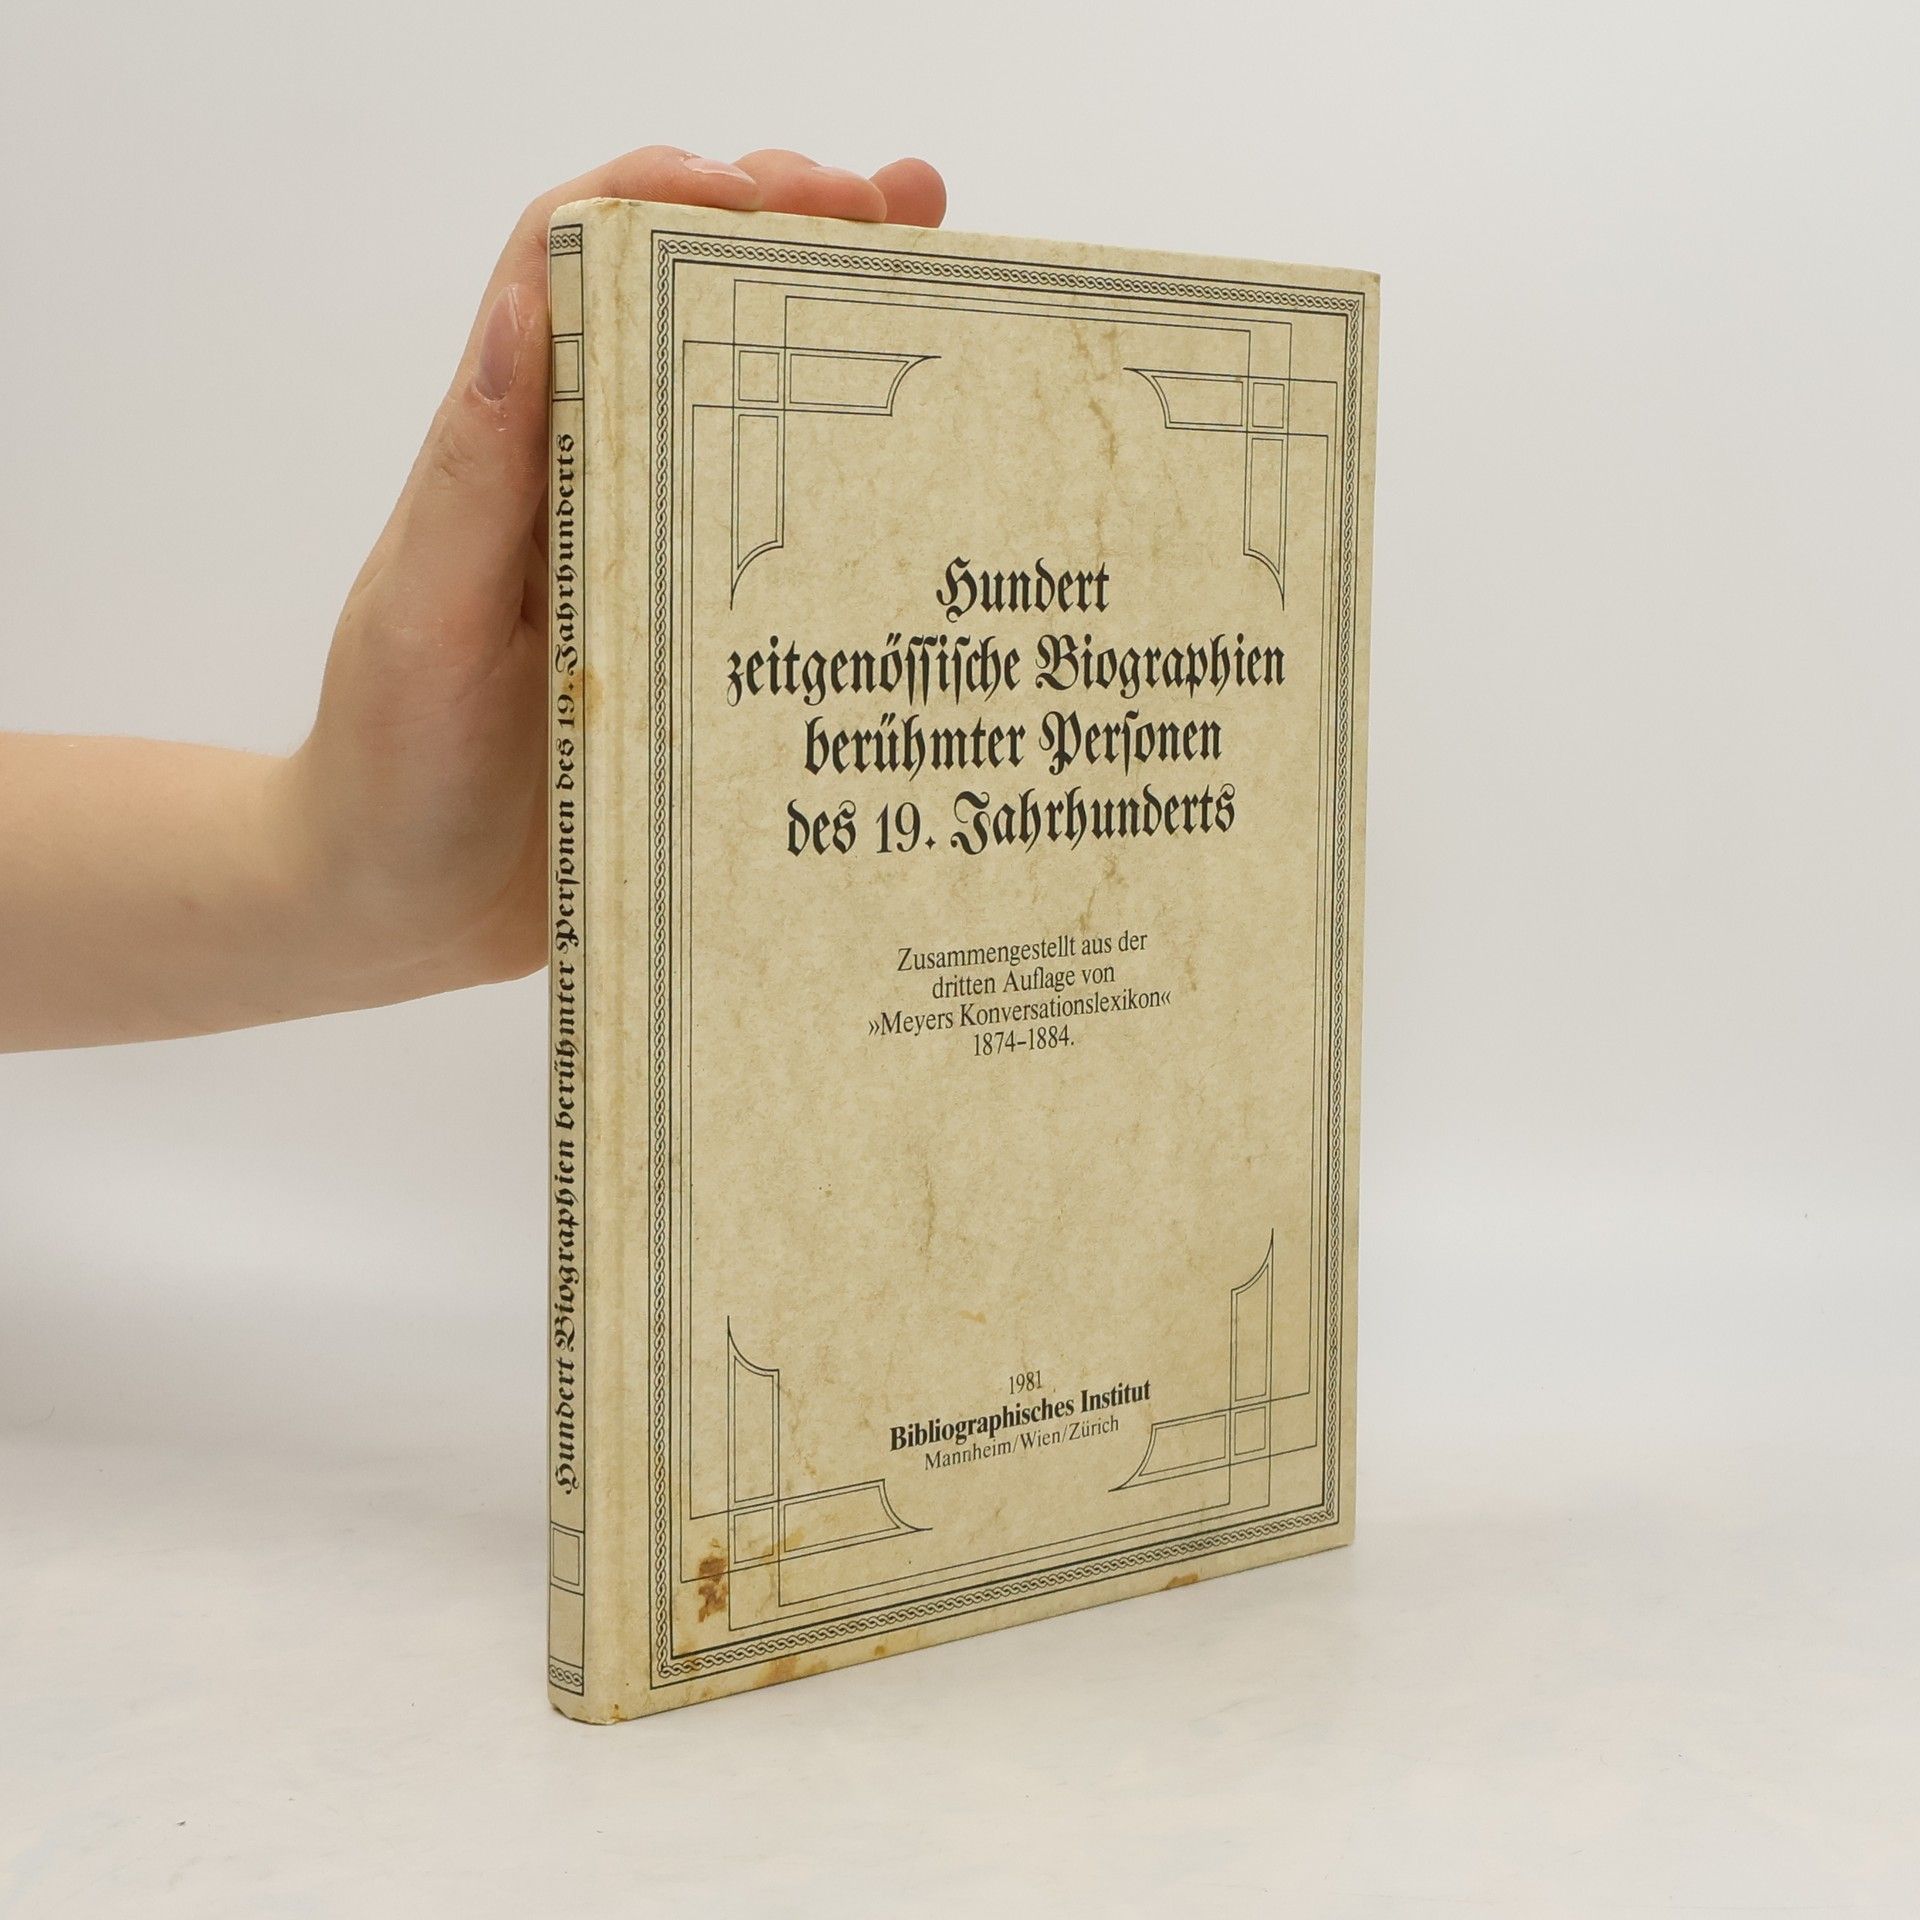 Hundert
zeitgenöſſiſche Biographien
berühmter Perſonen
des 19. Jahrhunderts
Zusammengestellt aus der
dritten Auflage von
»Meyers Konversationslexikon«
1874–1884.
1981
Bibliographisches Institut
Mannheim/Wien/Zürich
Hundert Biographien berühmter Perſonen des 19. Jahrhunderts